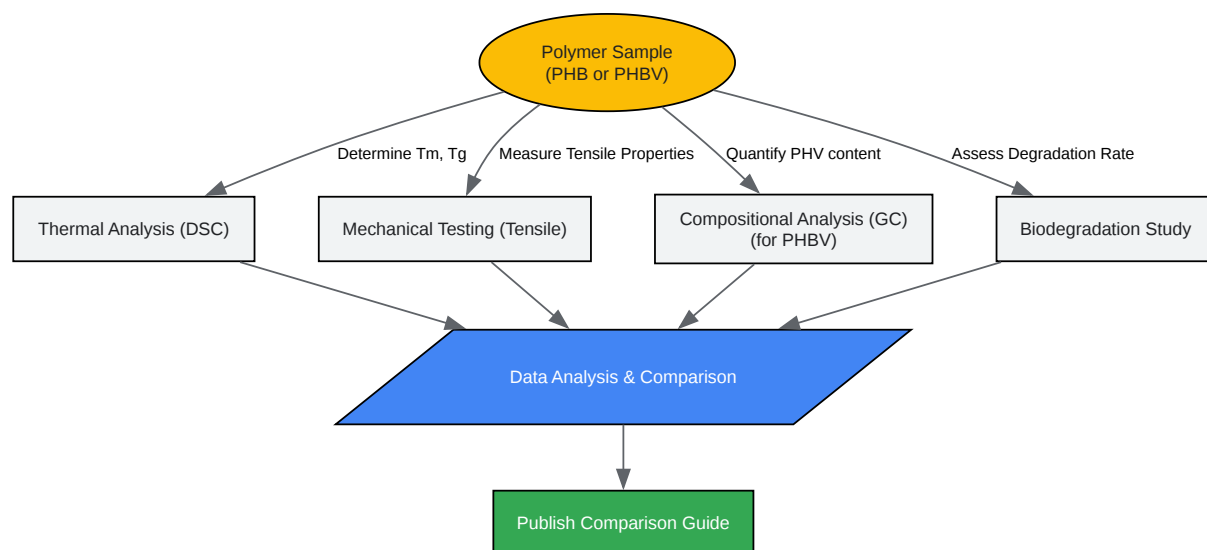 Polymer Sample
(PHB or PHBV)
Determine Tm, Tg
Measure Tensile Properties
Quantify PHV content
Assess Degradation Rate
Thermal Analysis (DSC)
Mechanical Testing (Tensile)
Compositional Analysis (GC)
(for PHBV)
Biodegradation Study
Data Analysis & Comparison
Publish Comparison Guide